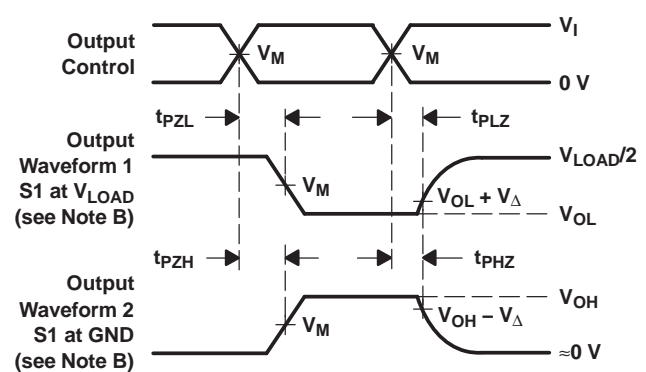 Output
Control
V_M
V_M
V_I
0 V
t_PZL
t_PLZ
Output
Waveform 1
S1 at V_LOAD
(see Note B)
V_M
V_LOAD/2
V_OL + V_Δ
V_OL
t_PZH
t_PHZ
Output
Waveform 2
S1 at GND
(see Note B)
V_M
V_OH
V_OH – V_Δ
≈0 V